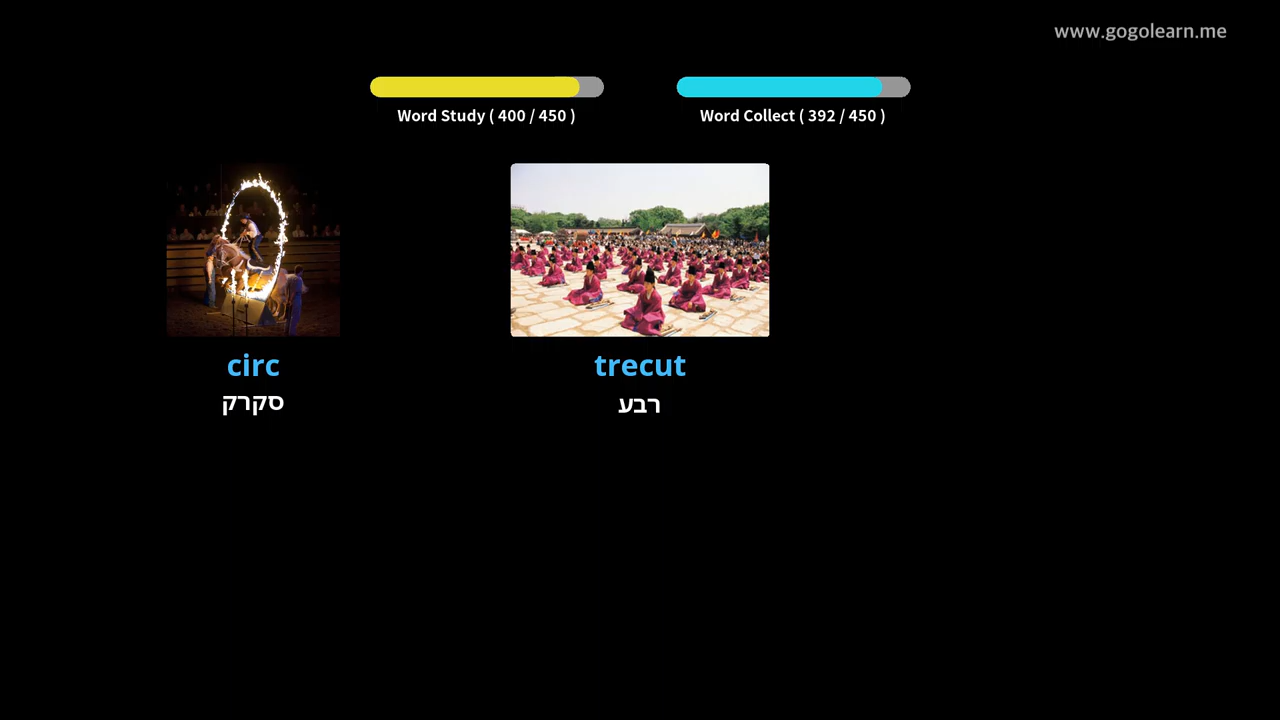 www.gogolearn.me
Word Study ( 400 / 450 )
Word Collect ( 392 / 450 )
circ
סקרק
trecut
רבע